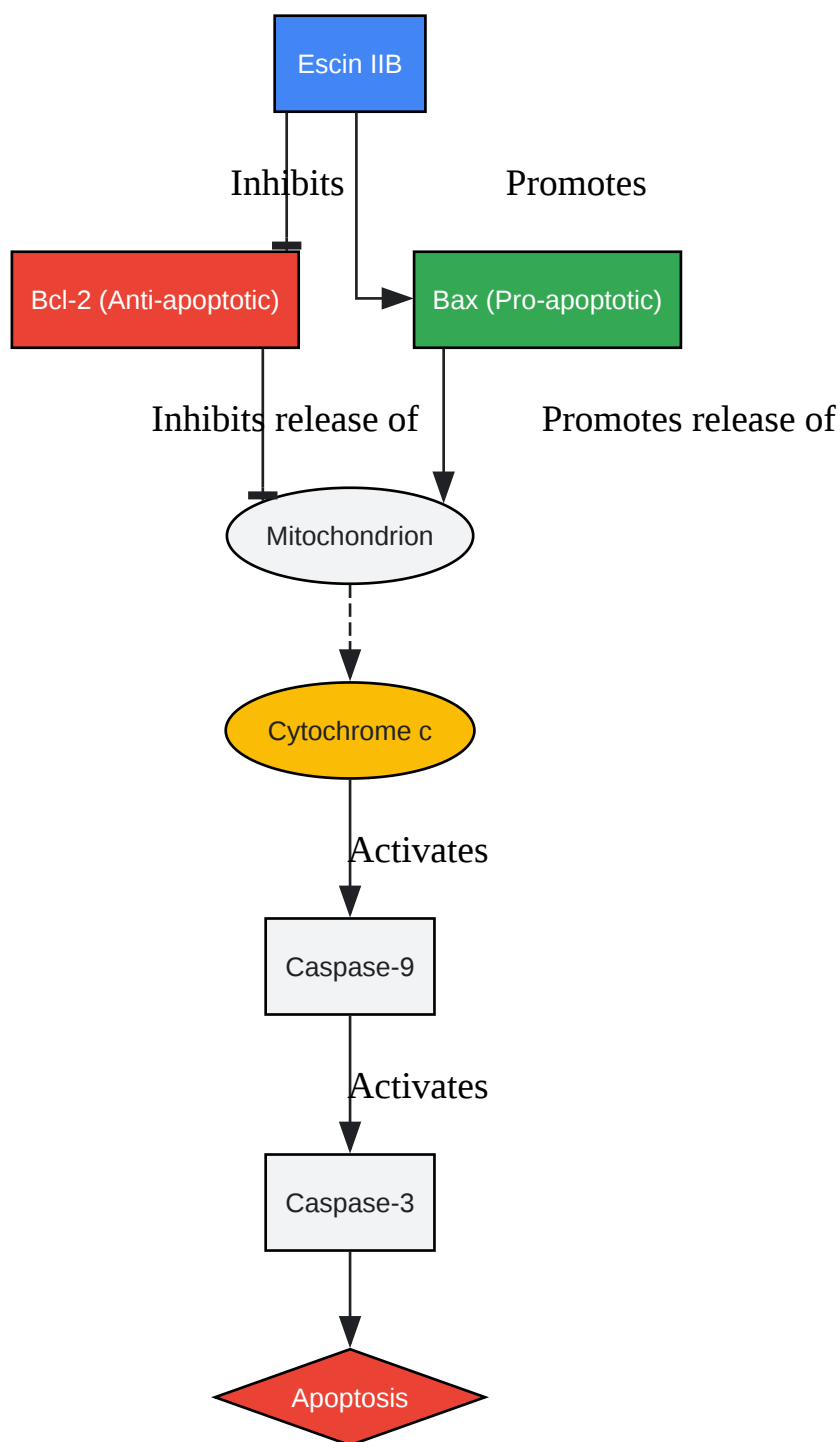 Escin IIB
Inhibits
Promotes
Bcl-2 (Anti-apoptotic)
Bax (Pro-apoptotic)
Inhibits release of
Promotes release of
Mitochondrion
Cytochrome c
Activates
Caspase-9
Activates
Caspase-3
Apoptosis